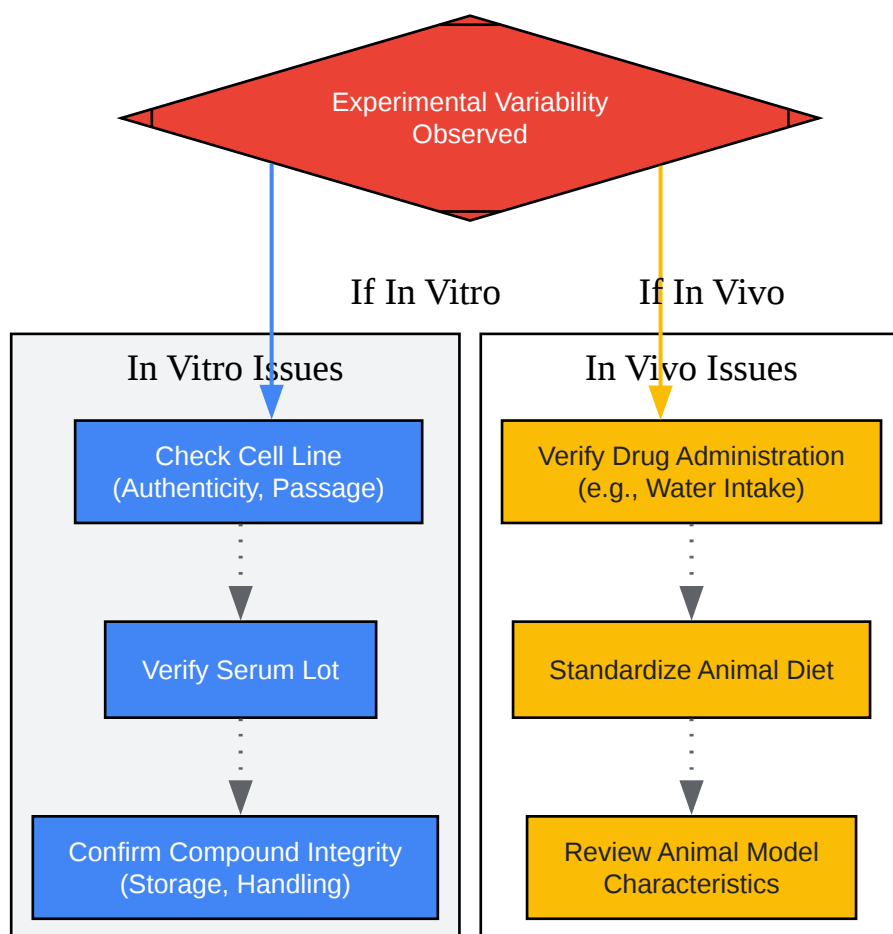 Experimental Variability
Observed
If In Vitro
If In Vivo
In Vitro Issues
Check Cell Line
(Authenticity, Passage)
Verify Serum Lot
Confirm Compound Integrity
(Storage, Handling)
In Vivo Issues
Verify Drug Administration
(e.g., Water Intake)
Standardize Animal Diet
Review Animal Model
Characteristics